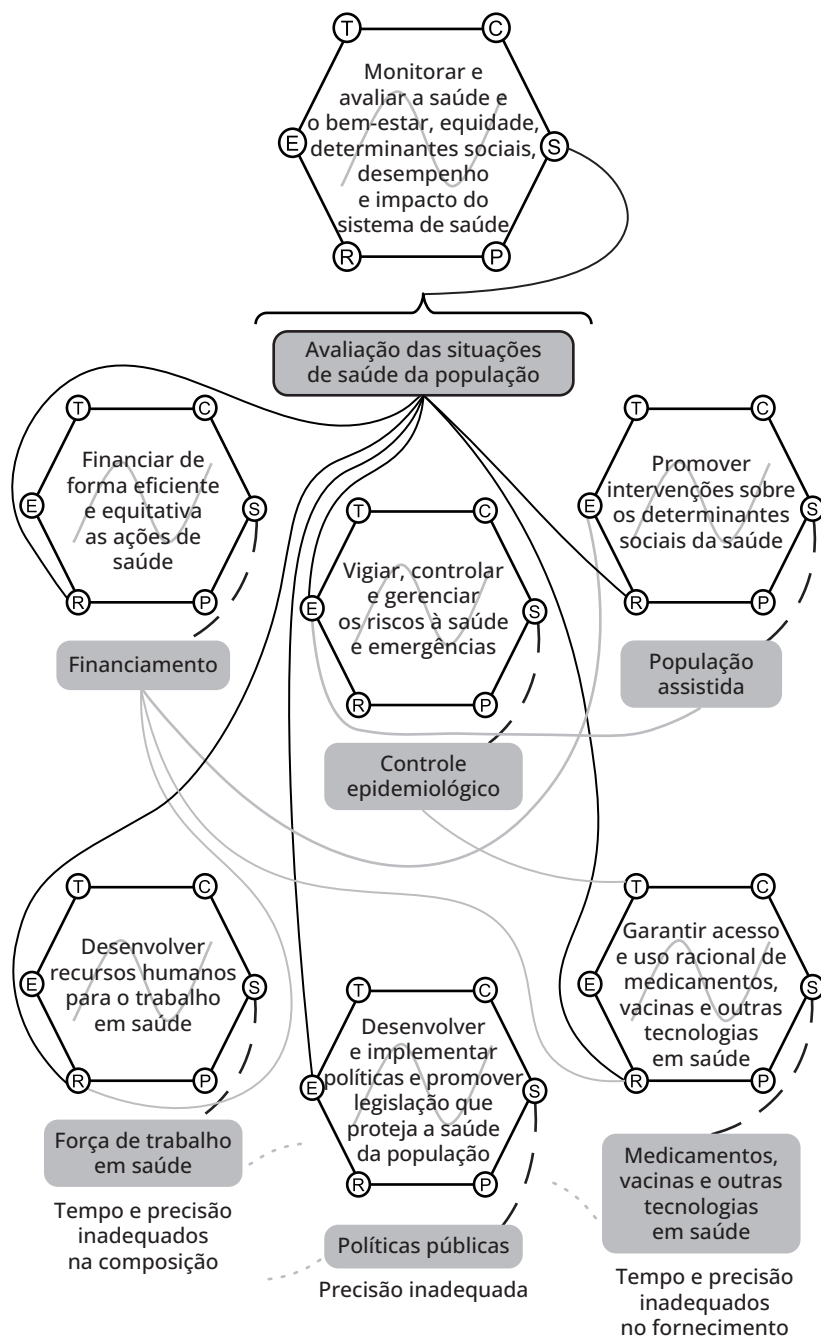 T
C
Monitorar e
avaliar a saúde e
o bem-estar, equidade,
E
determinantes sociais,
S
desempenho
e impacto do
sistema de saúde
R
P
Avaliação das situações
de saúde da população
T
C
Financiar de
forma eficiente
e equitativa
as ações de
saúde
E
S
R
P
Financiamento
T
C
Vigiar, controlar
e gerenciar
os riscos à saúde
e emergências
E
S
R
P
Controle
epidemiológico
T
C
Promover
intervenções sobre
os determinantes
sociais da saúde
E
S
R
P
População
assistida
T
C
Desenvolver
recursos humanos
para o trabalho
em saúde
E
S
R
P
Força de trabalho
em saúde
Tempo e precisão
inadequados
na composição
T
C
Desenvolver
e implementar
políticas e promover
legislação que
proteja a saúde
da população
E
S
R
P
Políticas públicas
Precisão inadequada
T
C
Garantir acesso
e uso racional de
medicamentos,
vacinas e outras
tecnologias
em saúde
E
S
R
P
Medicamentos,
vacinas e outras
tecnologias
em saúde
Tempo e precisão
inadequados
no fornecimento